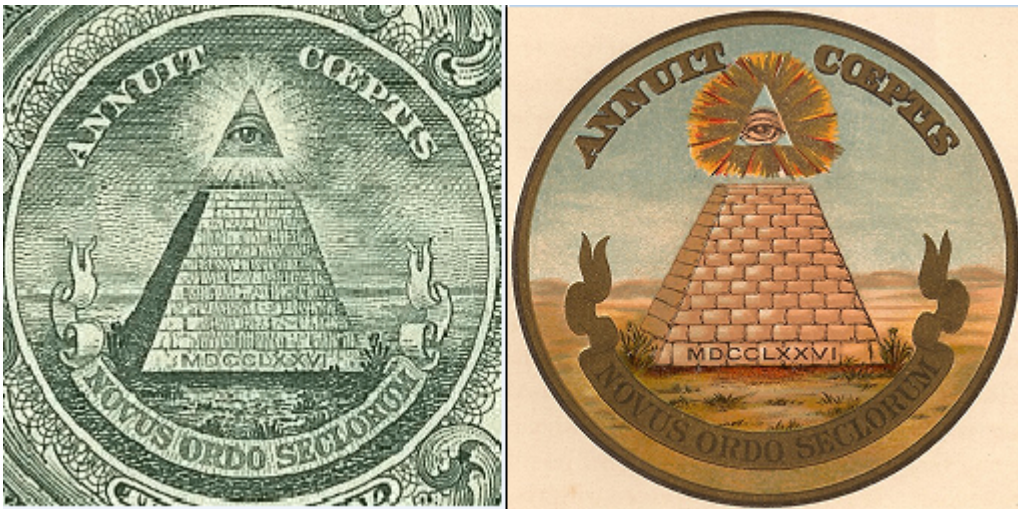 ANNUIT CŒPTIS
MDCCLXXVI
NOVUS ORDO SECLORUM
ANNUIT CŒPTIS
MDCCLXXVI
NOVUS ORDO SECLORUM